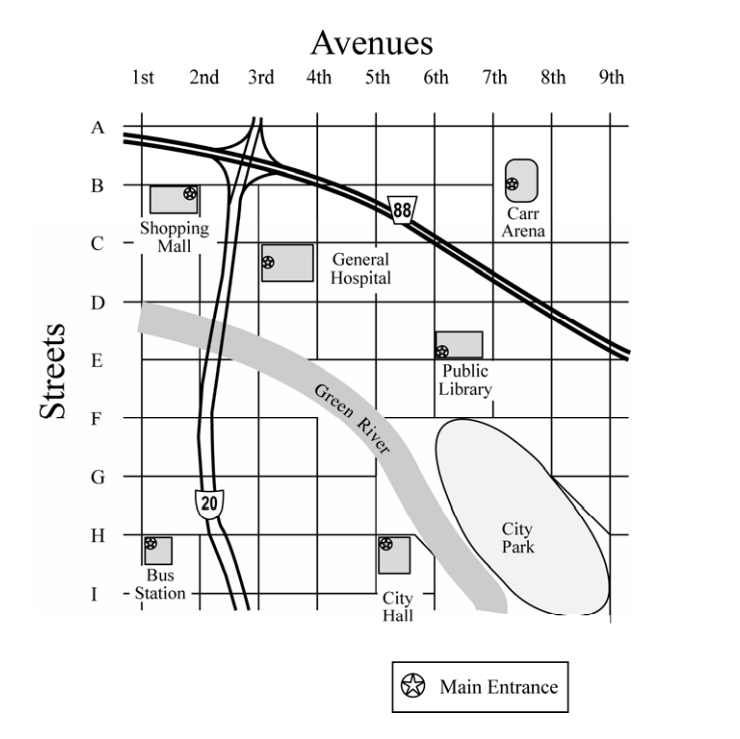 Avenues
1st 2nd 3rd 4th 5th 6th 7th 8th 9th
Streets
A
B
C
D
E
F
G
H
I
88
20
Shopping
Mall
Carr
Arena
General
Hospital
Public
Library
Green River
City
Park
Bus
Station
City
Hall
Main Entrance